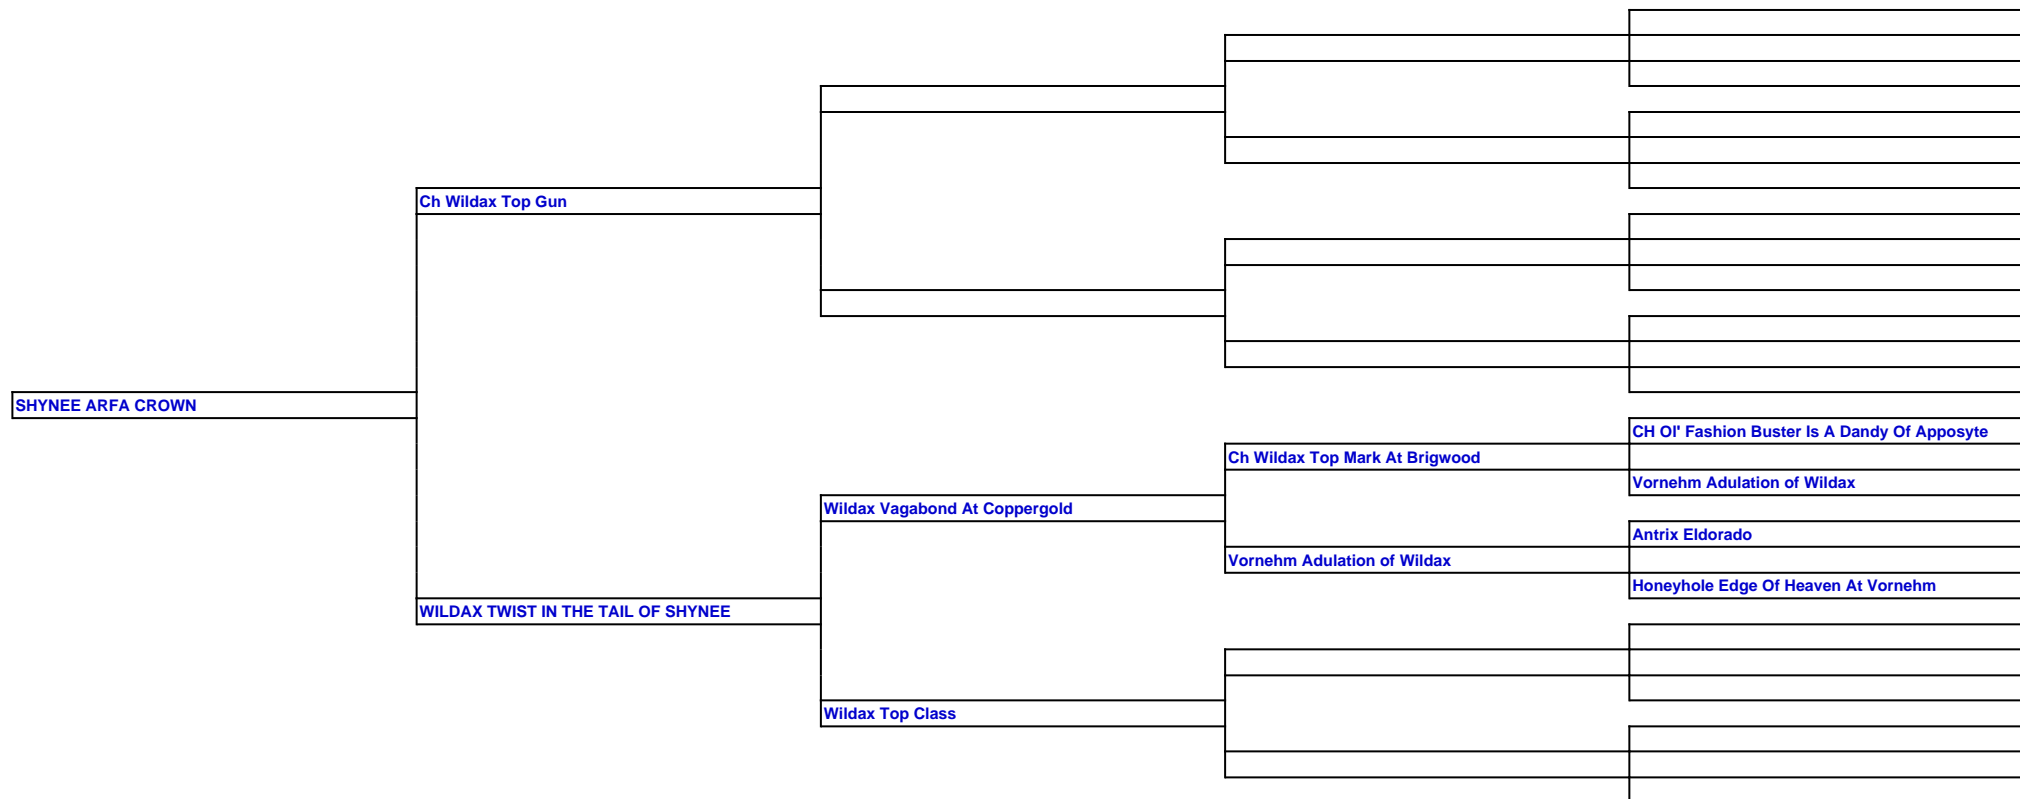 Ch Wildax Top Gun
SHYNEE ARFA CROWN
CH Ol' Fashion Buster Is A Dandy Of Apposyte
Ch Wildax Top Mark At Brigwood
Vornehm Adulation of Wildax
Wildax Vagabond At Coppergold
Antrix Eldorado
Vornehm Adulation of Wildax
Honeyhole Edge Of Heaven At Vornehm
WILDAX TWIST IN THE TAIL OF SHYNEE
Wildax Top Class